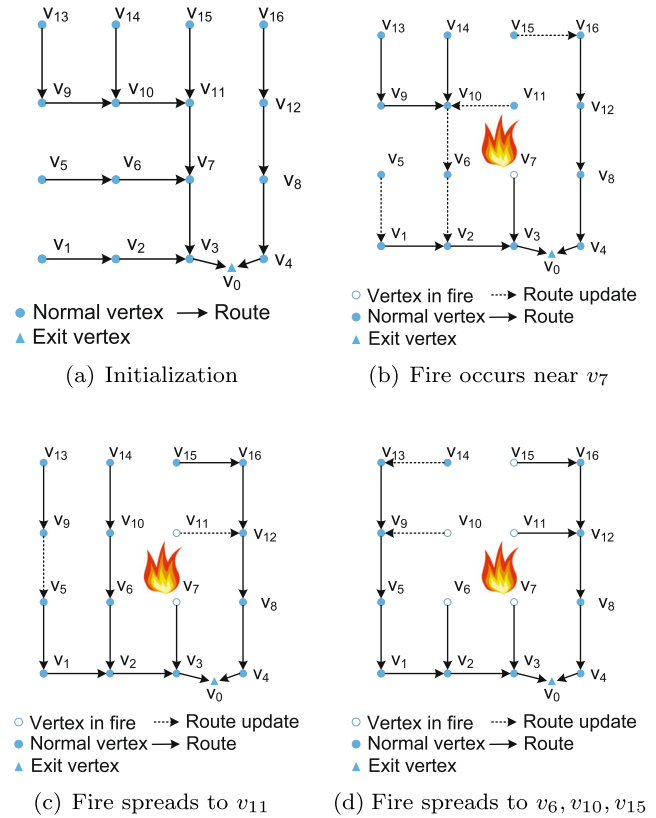 v13 v14 v15 v16
v9 v10 v11 v12
v5 v6 v7 v8
v1 v2 v3 v4
v0
Normal vertex Route
Exit vertex
(a) Initialization
v13 v14 v15 v16
v9 v10 v11 v12
v5 v6 v7 v8
v1 v2 v3 v4
v0
Vertex in fire Route update
Normal vertex Route
Exit vertex
(b) Fire occurs near v7
v13 v14 v15 v16
v9 v10 v11 v12
v5 v6 v7 v8
v1 v2 v3 v4
v0
Vertex in fire Route update
Normal vertex Route
Exit vertex
(c) Fire spreads to v11
v13 v14 v15 v16
v9 v10 v11 v12
v5 v6 v7 v8
v1 v2 v3 v4
v0
Vertex in fire Route update
Normal vertex Route
Exit vertex
(d) Fire spreads to v6, v10, v15